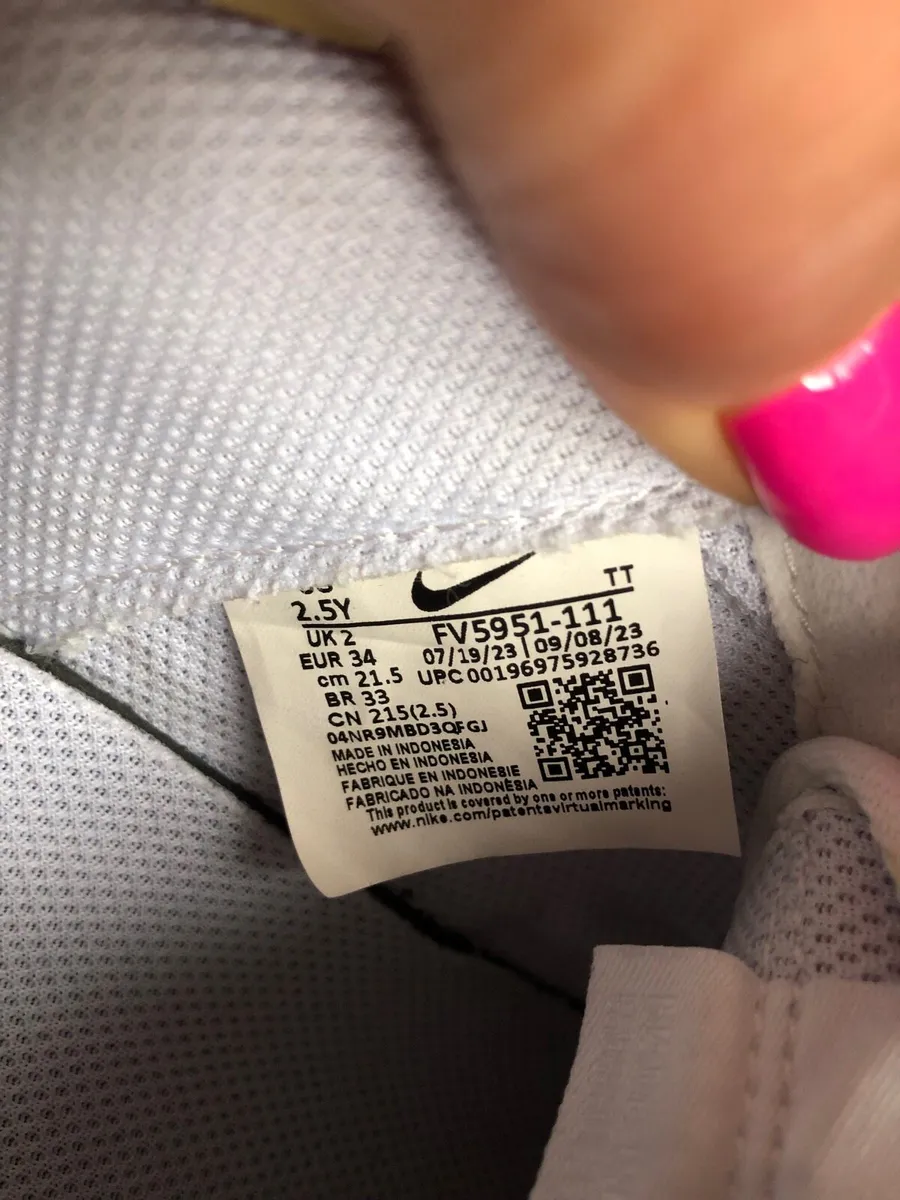 TT
2.5Y
FV5951-111
UK 2
07/19/23 | 09/08/23
EUR 34
UPC 00196975928736
cm 21.5
BR 33
CN 215(2.5)
04NR9MBD3QFGJ
MADE IN INDONESIA
HECHO EN INDONESIA
FABRIQUE EN INDONESIE
FABRICADO NA INDONÉSIA
This product is covered by one or more patents:
www.nike.com/patentsvirtualmarking